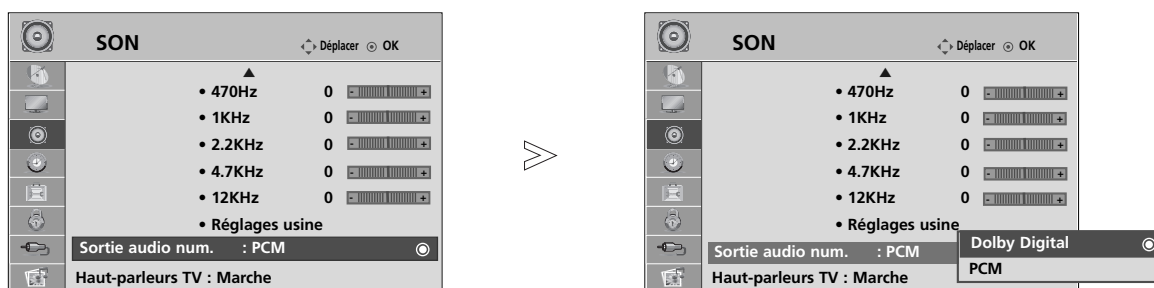 SON
Déplacer OK
• 470Hz 0 - +
• 1KHz 0 - +
• 2.2KHz 0 - +
• 4.7KHz 0 - +
• 12KHz 0 - +
• Réglages usine
Sortie audio num. : PCM
Haut-parleurs TV : Marche
SON
Déplacer OK
• 470Hz 0 - +
• 1KHz 0 - +
• 2.2KHz 0 - +
• 4.7KHz 0 - +
• 12KHz 0 - +
• Réglages usine
Sortie audio num. : PCM
Haut-parleurs TV : Marche
Dolby Digital
PCM